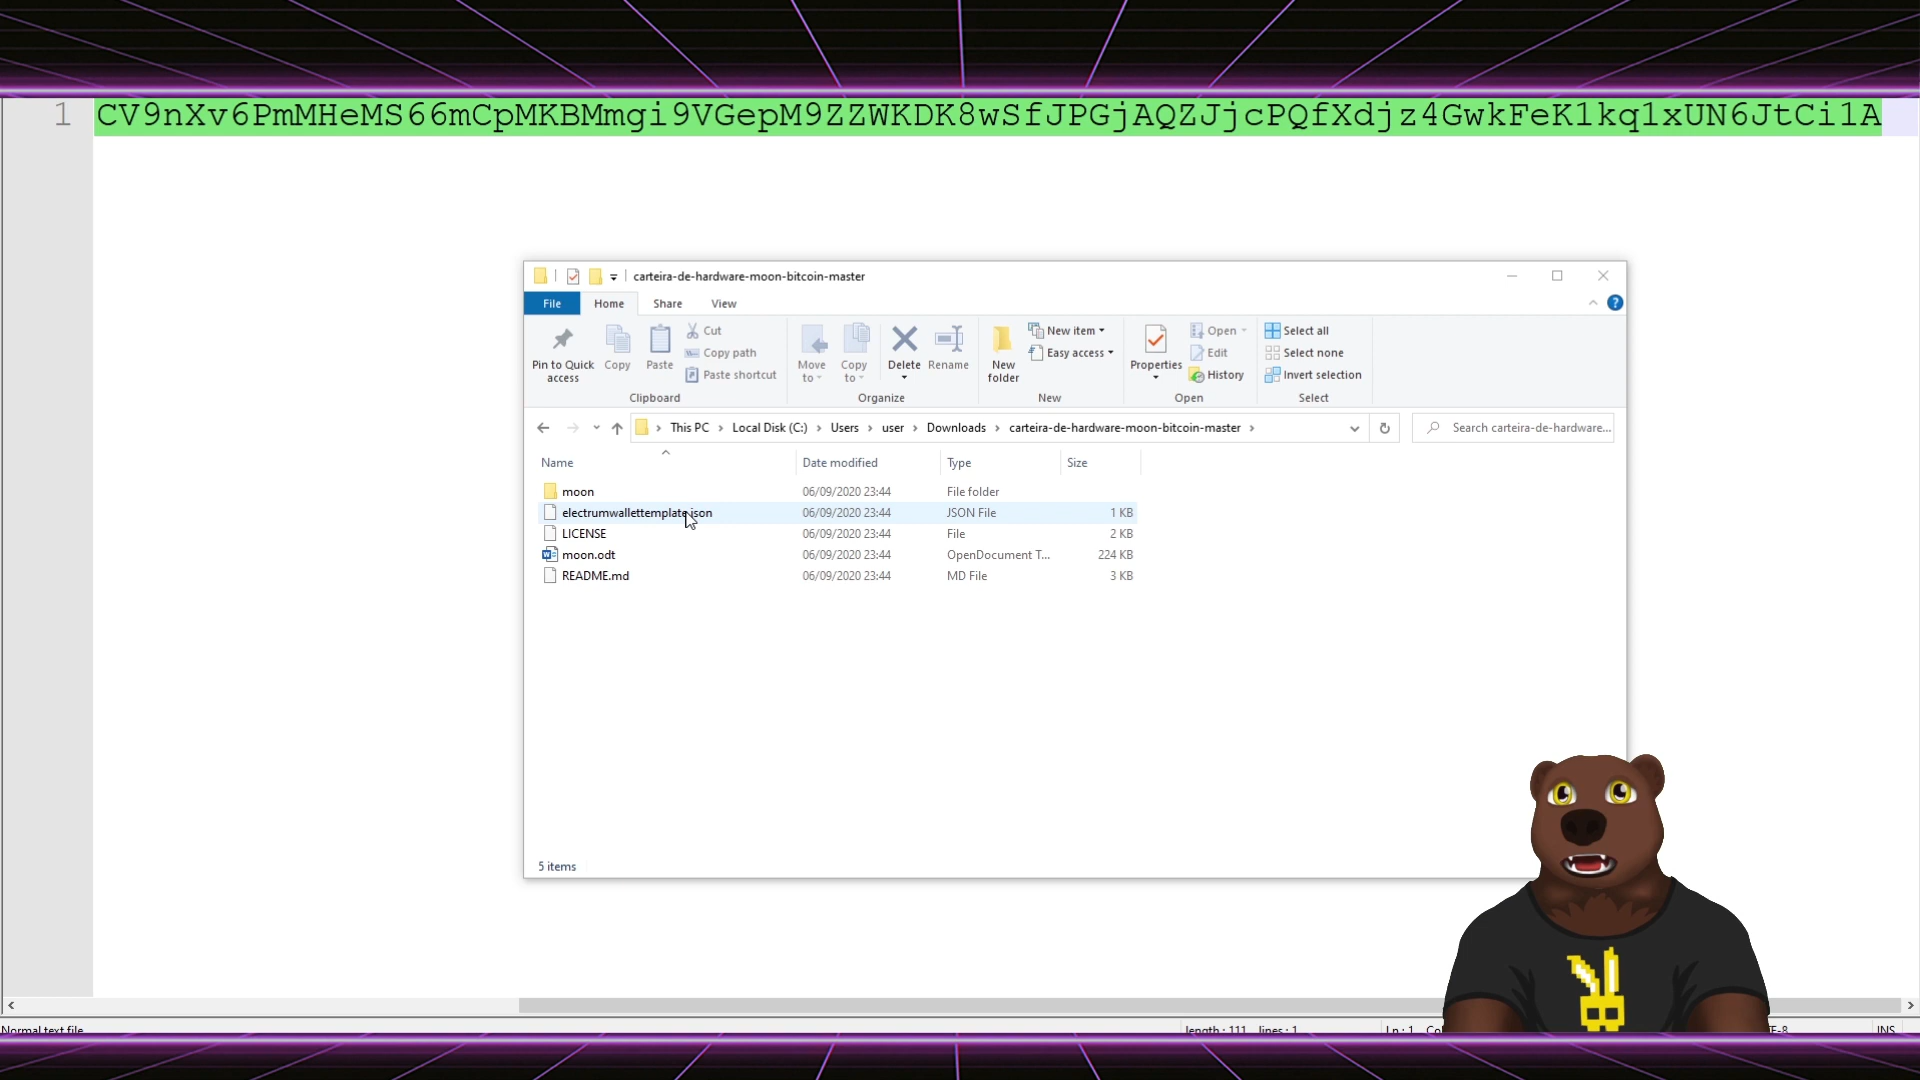 1 CV9nXv6PmMHeMS66mCpMKBMmgi9VGepM9ZZWKDK8wSfJPGjAQZJjcPQfXdjz4GwkFeK1kq1xUN6JtCi1A
carteira-de-hardware-moon-bitcoin-master
File Home Share View
Pin to Quick access
Copy
Paste
Cut
Copy path
Paste shortcut
Clipboard
Move to
Copy to
Delete
Rename
Organize
New folder
New item
Easy access
New
Properties
Open
Edit
History
Open
Select all
Select none
Invert selection
Select
This PC > Local Disk (C:) > Users > user > Downloads > carteira-de-hardware-moon-bitcoin-master >
Search carteira-de-hardware...
Name Date modified Type Size
moon 06/09/2020 23:44 File folder
electrumwallettemplate.json 06/09/2020 23:44 JSON File 1 KB
LICENSE 06/09/2020 23:44 File 2 KB
moon.odt 06/09/2020 23:44 OpenDocument T... 224 KB
README.md 06/09/2020 23:44 MD File 3 KB
5 items
Normal text file length : 111 lines : 1 Ln : 1 INS